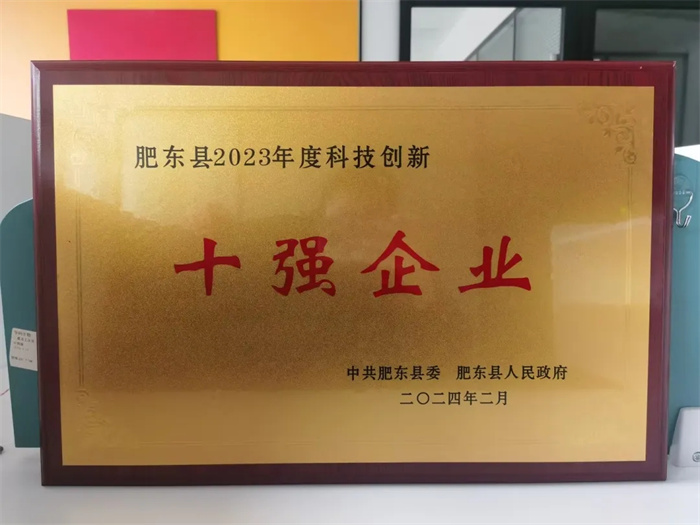 肥东县2023年度科技创新
十强企业
中共肥东县委 肥东县人民政府
二〇二四年二月